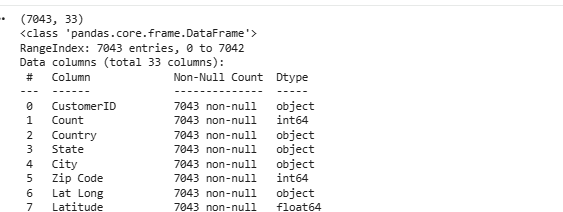 (7043, 33)
<class 'pandas.core.frame.DataFrame'>
RangeIndex: 7043 entries, 0 to 7042
Data columns (total 33 columns):
 #   Column             Non-Null Count  Dtype
---  ------             --------------  -----
 0   CustomerID         7043 non-null   object
 1   Count              7043 non-null   int64
 2   Country            7043 non-null   object
 3   State              7043 non-null   object
 4   City               7043 non-null   object
 5   Zip Code           7043 non-null   int64
 6   Lat Long           7043 non-null   object
 7   Latitude           7043 non-null   float64